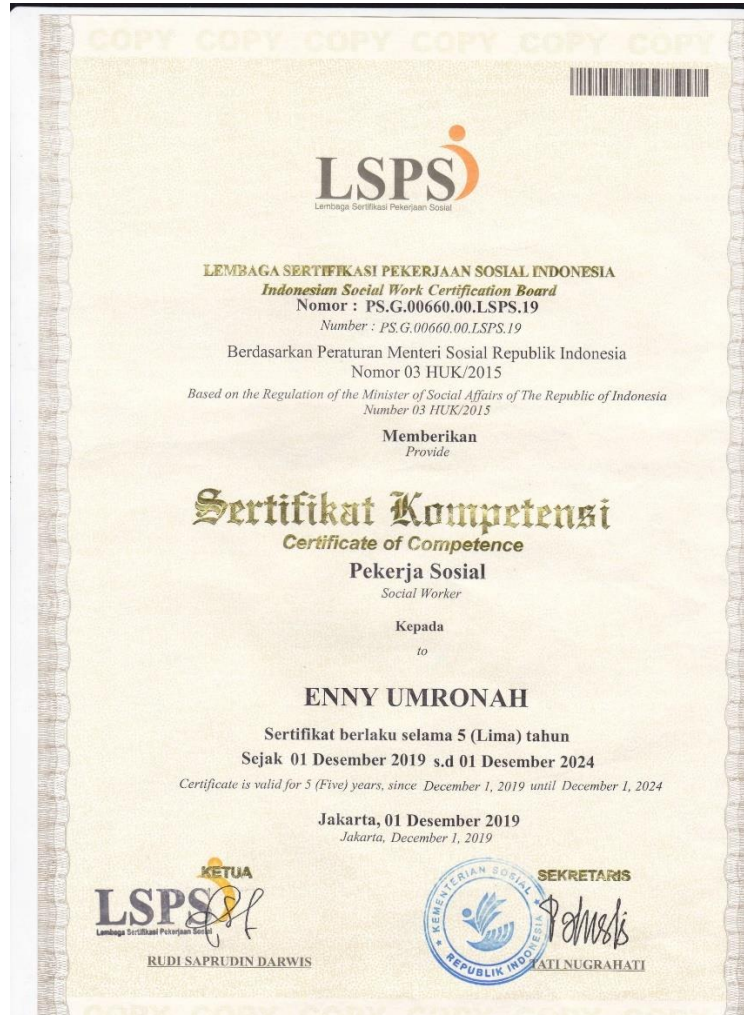 COPY COPY COPY COPY COPY COPY
LSPS
Lembaga Sertifikasi Pekerjaan Sosial
LEMBAGA SERTIFIKASI PEKERJAAN SOSIAL INDONESIA
Indonesian Social Work Certification Board
Nomor : PS.G.00660.00.LSPS.19
Number : PS.G.00660.00.LSPS.19
Berdasarkan Peraturan Menteri Sosial Republik Indonesia
Nomor 03 HUK/2015
Based on the Regulation of the Minister of Social Affairs of The Republic of Indonesia
Number 03 HUK/2015
Memberikan
Provide
Sertifikat Kompetensi
Certificate of Competence
Pekerja Sosial
Social Worker
Kepada
to
ENNY UMRONAH
Sertifikat berlaku selama 5 (Lima) tahun
Sejak 01 Desember 2019 s.d 01 Desember 2024
Certificate is valid for 5 (Five) years, since December 1, 2019 until December 1, 2024
Jakarta, 01 Desember 2019
Jakarta, December 1, 2019
KETUA
LSPS
Lembaga Sertifikasi Pekerjaan Sosial
RUDI SAPRUDIN DARWIS
SEKRETARIS
KEMENTERIAN SOSIAL
REPUBLIK INDONESIA
TATI NUGRAHATI
COPY COPY COPY COPY COPY COPY